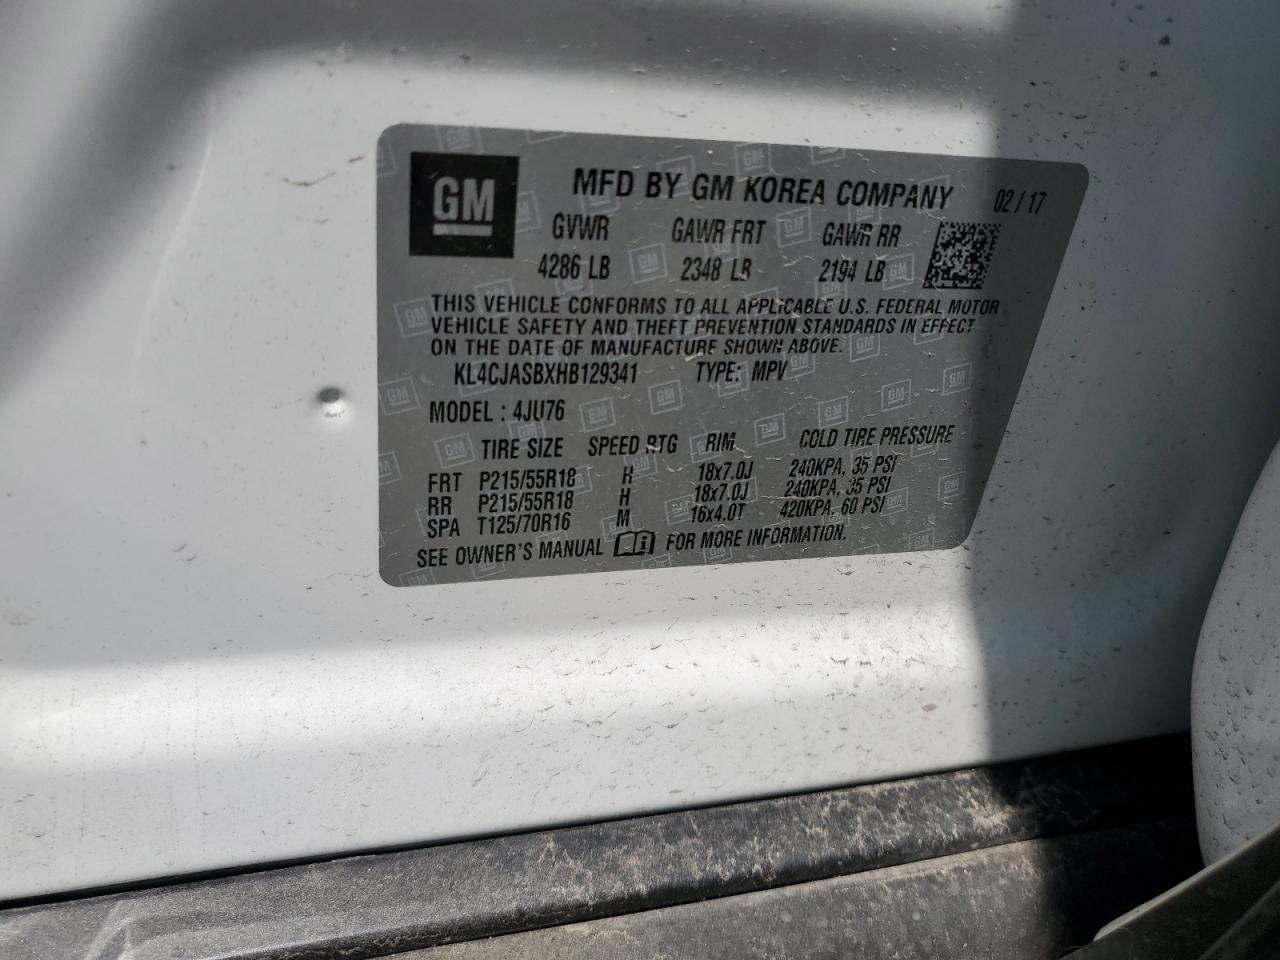 GM MFD BY GM KOREA COMPANY 02/17
GVWR GAWR FRT GAWR RR
4286 LB 2348 LB 2194 LB
THIS VEHICLE CONFORMS TO ALL APPLICABLE U.S. FEDERAL MOTOR
VEHICLE SAFETY AND THEFT PREVENTION STANDARDS IN EFFECT
ON THE DATE OF MANUFACTURE SHOWN ABOVE.
KL4CJASBXHB129341 TYPE: MPV
MODEL : 4JU76
TIRE SIZE SPEED RTG RIM COLD TIRE PRESSURE
FRT P215/55R18 H 18x7.0J 240KPA, 35 PSI
RR P215/55R18 H 18x7.0J 240KPA, 35 PSI
SPA T125/70R16 M 16x4.0T 420KPA, 60 PSI
SEE OWNER'S MANUAL FOR MORE INFORMATION.